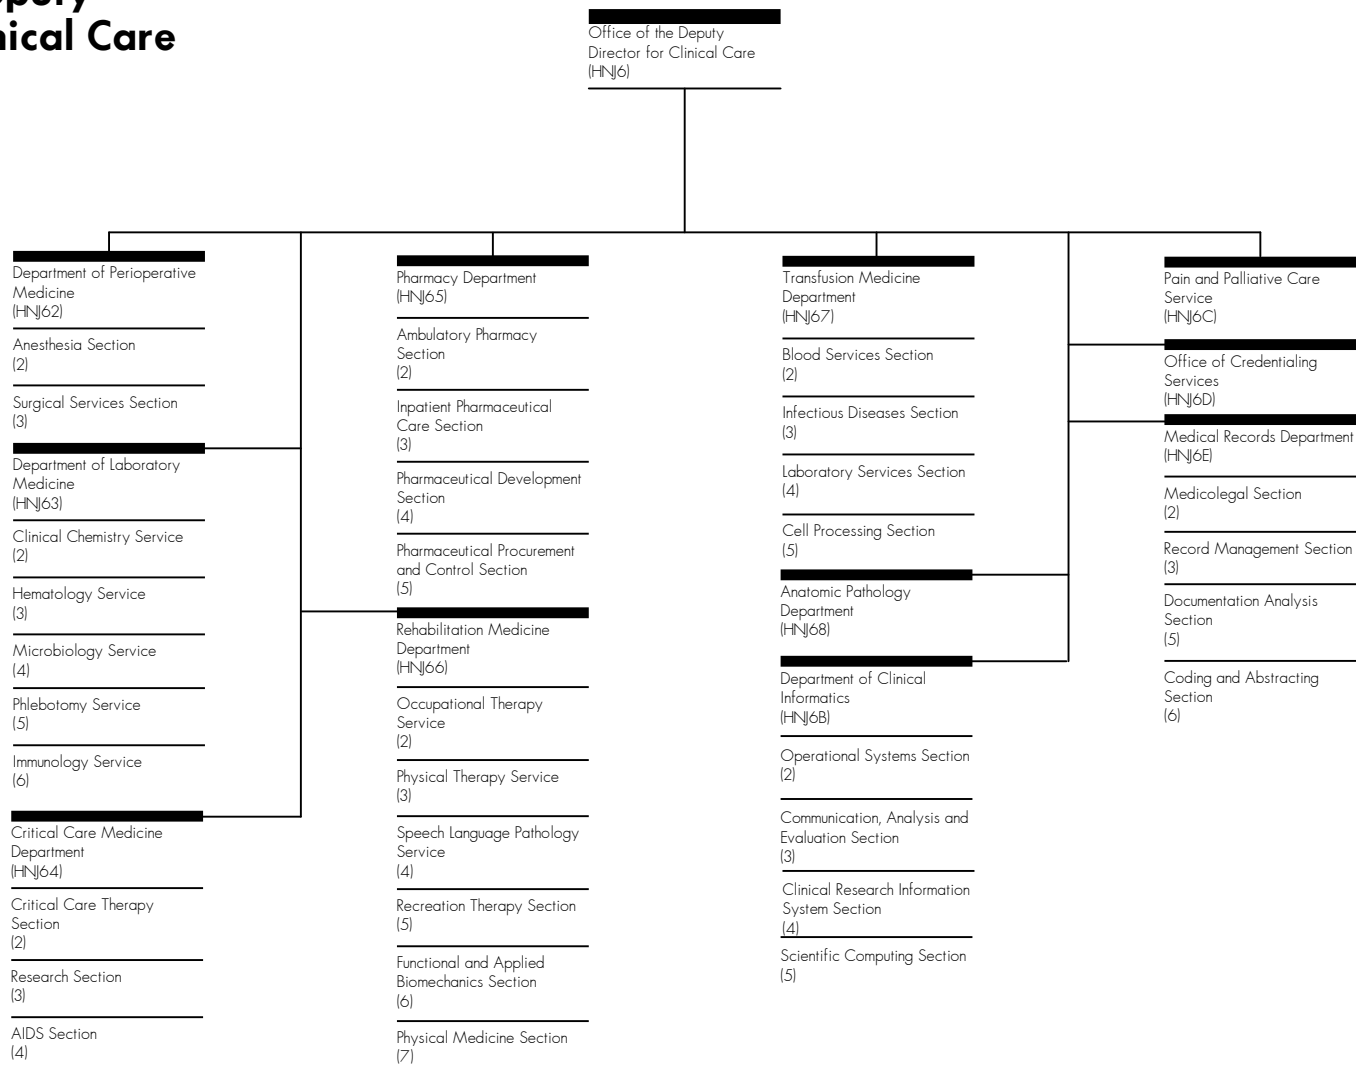 nical Care
Office of the Deputy
Director for Clinical Care
(HNJ6)
Department of Perioperative
Medicine
(HNJ62)
Anesthesia Section
(2)
Surgical Services Section
(3)
Department of Laboratory
Medicine
(HNJ63)
Clinical Chemistry Service
(2)
Hematology Service
(3)
Microbiology Service
(4)
Phlebotomy Service
(5)
Immunology Service
(6)
Critical Care Medicine
Department
(HNJ64)
Critical Care Therapy
Section
(2)
Research Section
(3)
AIDS Section
(4)
Pharmacy Department
(HNJ65)
Ambulatory Pharmacy
Section
(2)
Inpatient Pharmaceutical
Care Section
(3)
Pharmaceutical Development
Section
(4)
Pharmaceutical Procurement
and Control Section
(5)
Rehabilitation Medicine
Department
(HNJ66)
Occupational Therapy
Service
(2)
Physical Therapy Service
(3)
Speech Language Pathology
Service
(4)
Recreation Therapy Section
(5)
Functional and Applied
Biomechanics Section
(6)
Physical Medicine Section
(7)
Transfusion Medicine
Department
(HNJ67)
Blood Services Section
(2)
Infectious Diseases Section
(3)
Laboratory Services Section
(4)
Cell Processing Section
(5)
Anatomic Pathology
Department
(HNJ68)
Department of Clinical
Informatics
(HNJ6B)
Operational Systems Section
(2)
Communication, Analysis and
Evaluation Section
(3)
Clinical Research Information
System Section
(4)
Scientific Computing Section
(5)
Pain and Palliative Care
Service
(HNJ6C)
Office of Credentialing
Services
(HNJ6D)
Medical Records Department
(HNJ6E)
Medicolegal Section
(2)
Record Management Section
(3)
Documentation Analysis
Section
(5)
Coding and Abstracting
Section
(6)